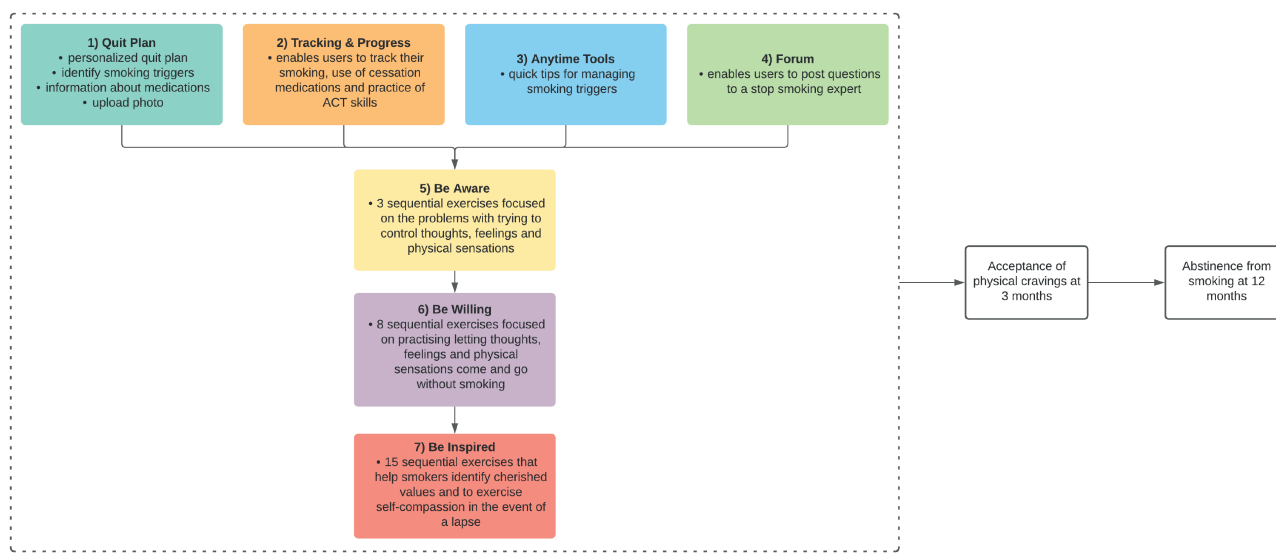 1) Quit Plan
• personalized quit plan
• identify smoking triggers
• information about medications
• upload photo
2) Tracking & Progress
• enables users to track their
smoking, use of cessation
medications and practice of
ACT skills
3) Anytime Tools
• quick tips for managing
smoking triggers
4) Forum
• enables users to post questions
to a stop smoking expert
5) Be Aware
• 3 sequential exercises focused
on the problems with trying to
control thoughts, feelings and
physical sensations
6) Be Willing
• 8 sequential exercises focused
on practising letting thoughts,
feelings and physical
sensations come and go
without smoking
7) Be Inspired
• 15 sequential exercises that
help smokers identify cherished
values and to exercise
self-compassion in the event of
a lapse
Acceptance of
physical cravings at
3 months
Abstinence from
smoking at 12
months